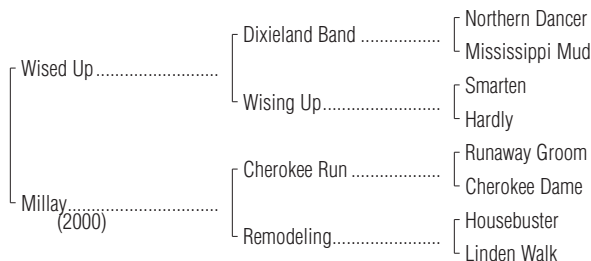 Northern Dancer
Dixieland Band ..................
Mississippi Mud
Wised Up..........................
Smarten
Wising Up.........................
Hardly
Runaway Groom
Cherokee Run ...................
Cherokee Dame
Millay................................
(2000)
Housebuster
Remodeling.......................
Linden Walk